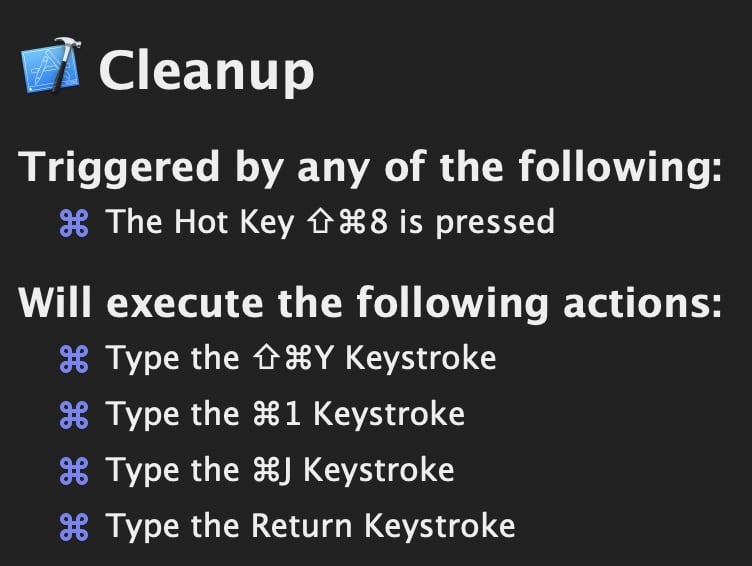 Cleanup
Triggered by any of the following:
⌘ The Hot Key ⇧⌘8 is pressed
Will execute the following actions:
⌘ Type the ⇧⌘Y Keystroke
⌘ Type the ⌘1 Keystroke
⌘ Type the ⌘J Keystroke
⌘ Type the Return Keystroke